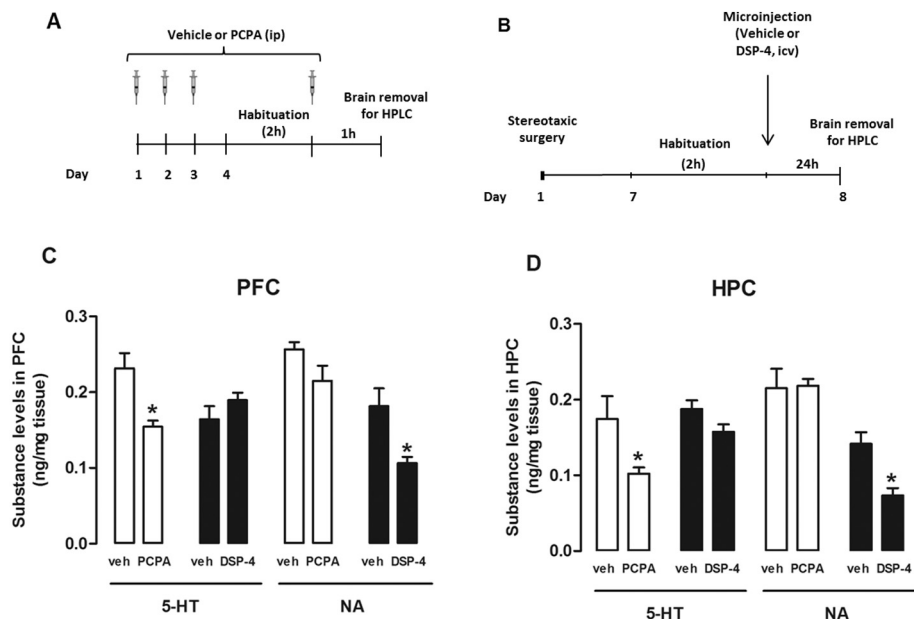 A
Vehicle or PCPA (ip)
Habituation
(2h)
1h
Brain removal
for HPLC
Day
1
2
3
4
B
Microinjection
(Vehicle or
DSP-4, icv)
Stereotaxic
surgery
Habituation
(2h)
24h
Brain removal
for HPLC
Day
1
7
8
C
PFC
Substance levels in PFC
(ng/mg tissue)
0.3
0.2
0.1
0.0
*
*
veh PCPA veh DSP-4 veh PCPA veh DSP-4
5-HT NA
D
HPC
Substance levels in HPC
(ng/mg tissue)
0.3
0.2
0.1
0.0
*
*
veh PCPA veh DSP-4 veh PCPA veh DSP-4
5-HT NA